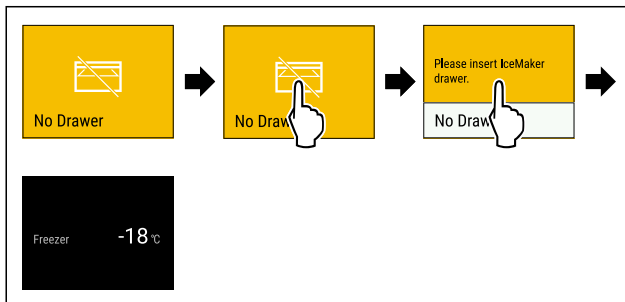 No Drawer
No Draw
Please insert IceMaker
drawer.
No Draw
Freezer -18 °C